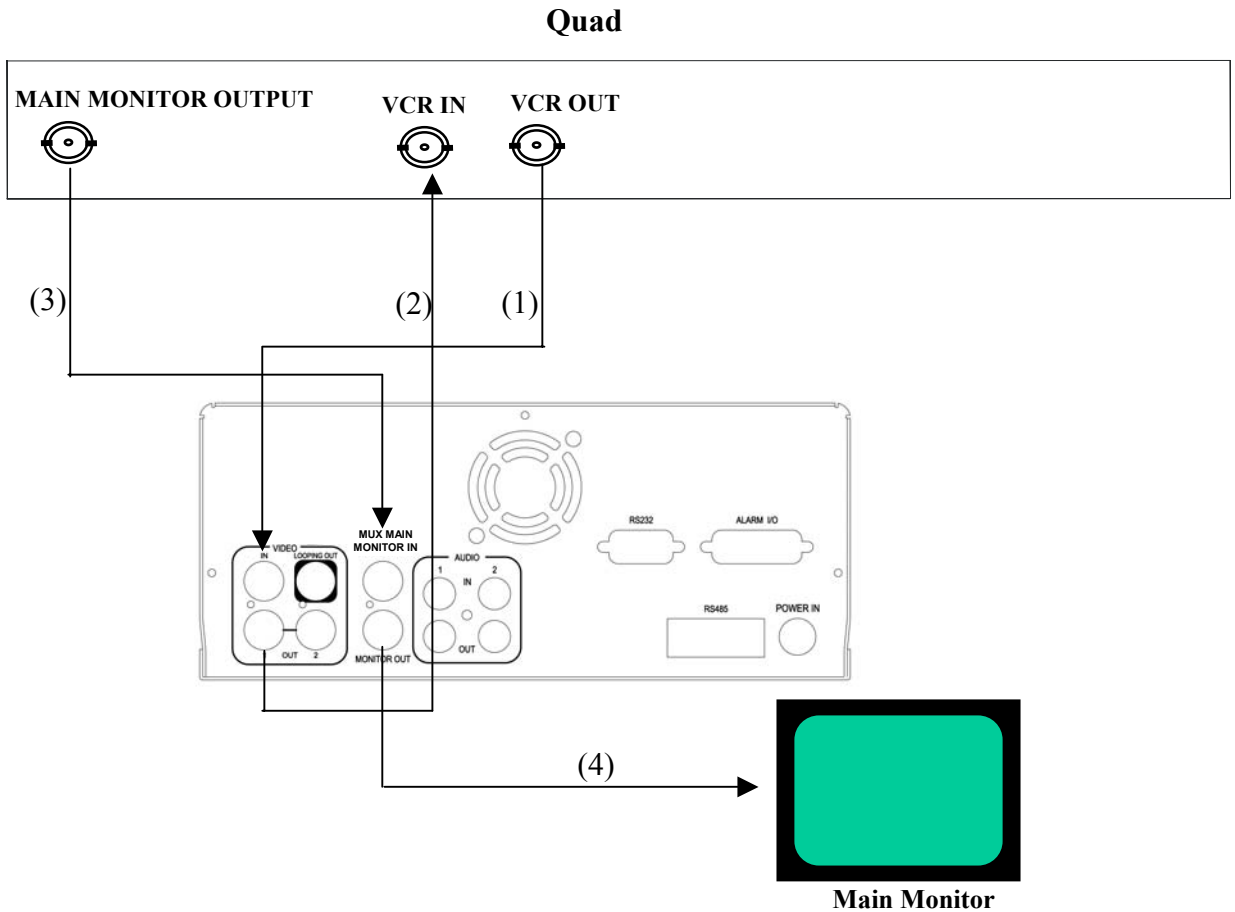 Quad
MAIN MONITOR OUTPUT
VCR IN
VCR OUT
(3)
(2)
(1)
MUX MAIN
MONITOR IN
VIDEO
IN
LOOPING OUT
OUT
2
MONITOR OUT
AUDIO
1
2
IN
OUT
RS232
ALARM I/O
RS485
POWER IN
(4)
Main Monitor